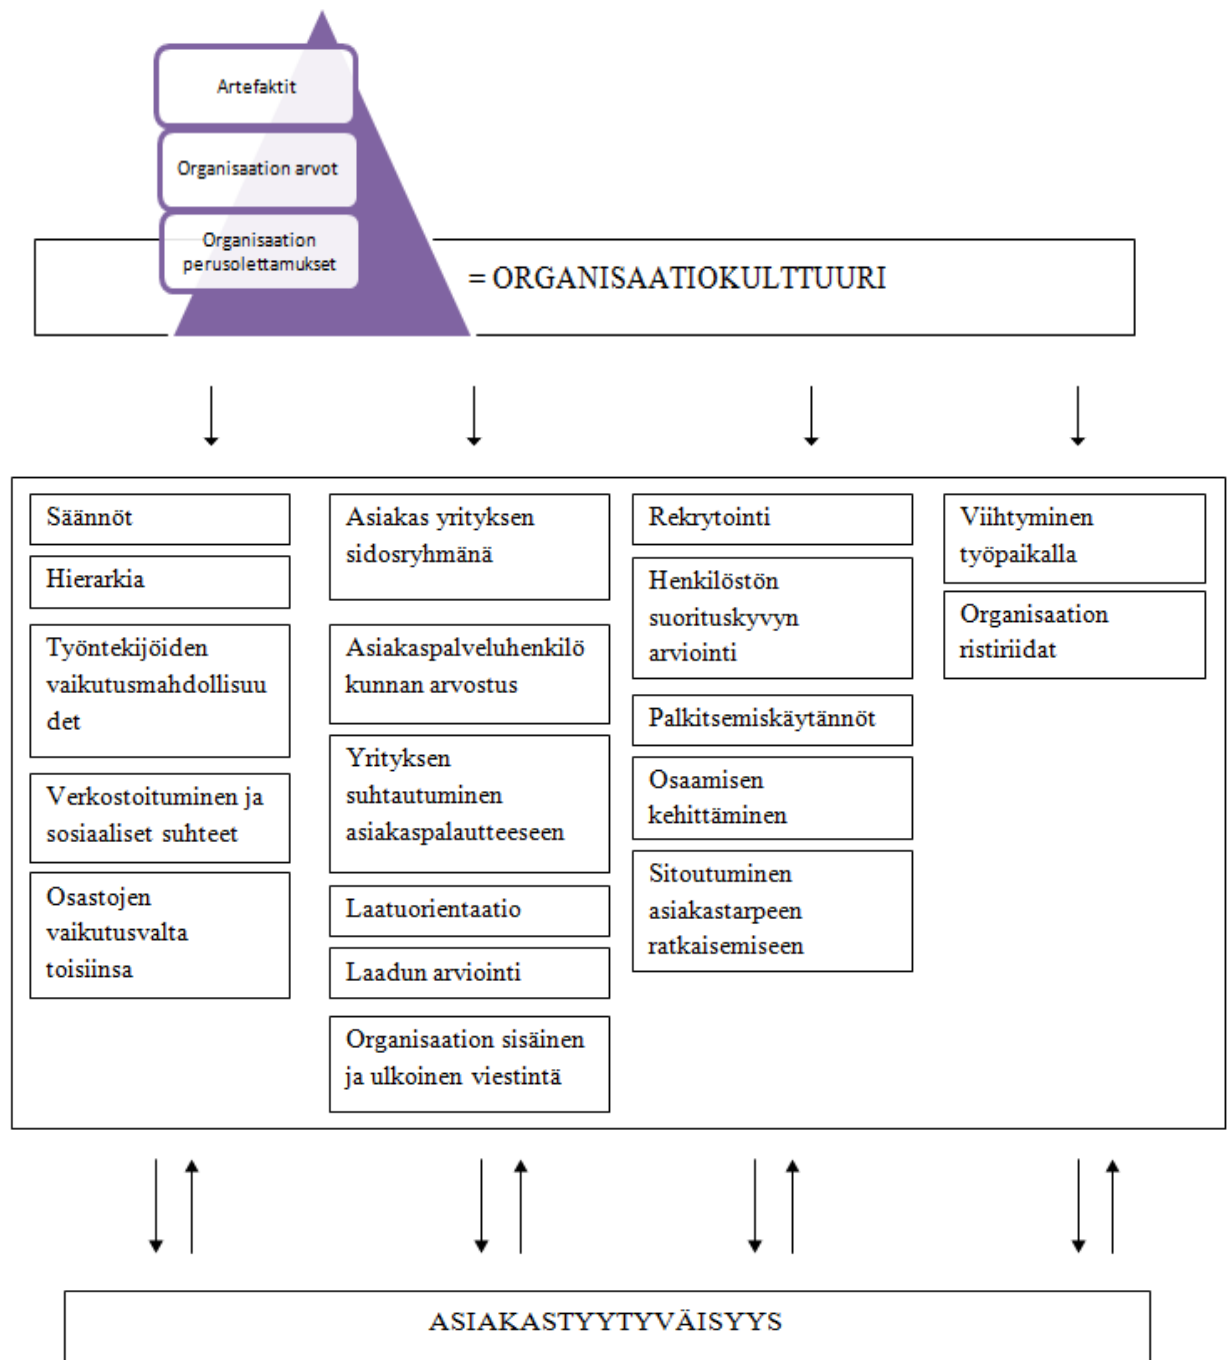 Artefaktit
Organisaation arvot
Organisaation
perusolettamukset
= ORGANISAATIOKULTTUURI
Säännöt
Hierarkia
Työntekijöiden
vaikutusmahdollisuu
det
Verkostoituminen ja
sosiaaliset suhteet
Osastojen
vaikutusvalta
toisiinsa
Asiakas yrityksen
sidosryhmänä
Asiakaspalveluhenkilö
kunnan arvostus
Yrityksen
suhtautuminen
asiakaspalautteeseen
Laatuorientaatio
Laadun arviointi
Organisaation sisäinen
ja ulkoinen viestintä
Rekrytointi
Henkilöstön
suorituskyvyn
arviointi
Palkitsemiskäytännöt
Osaamisen
kehittäminen
Sitoutuminen
asiakastarpeen
ratkaisemiseen
Viihtyminen
työpaikalla
Organisaation
ristiriidat
ASIAKASTYYTYVÄISYYS